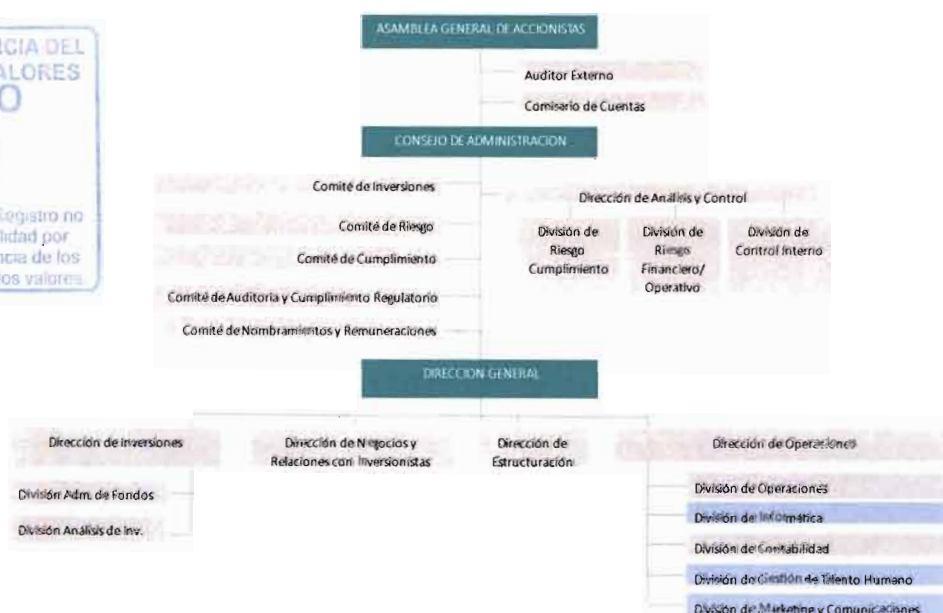 CIA DEL
ALORES
O
Registro no
lidad por
ncia de los
os valores.
ASAMBLEA GENERAL DE ACCIONISTAS
Auditor Externo
Comisario de Cuentas
CONSEJO DE ADMINISTRACION
Comité de Inversiones
Comité de Riesgo
Comité de Cumplimiento
Comité de Auditoria y Cumplimiento Regulatorio
Comité de Nombramientos y Remuneraciones
Dirección de Análisis y Control
División de
Riesgo
Cumplimiento
División de
Riesgo
Financiero/
Operativo
División de
Control Interno
DIRECCION GENERAL
Dirección de Inversiones
División Adm. de Fondos
División Análisis de Inv.
Dirección de Negocios y
Relaciones con Inversionistas
Dirección de
Estructuración
Dirección de Operaciones
División de Operaciones
División de Informática
División de Contabilidad
División de Gestión de Talento Humano
División de Marketing y Comunicaciones